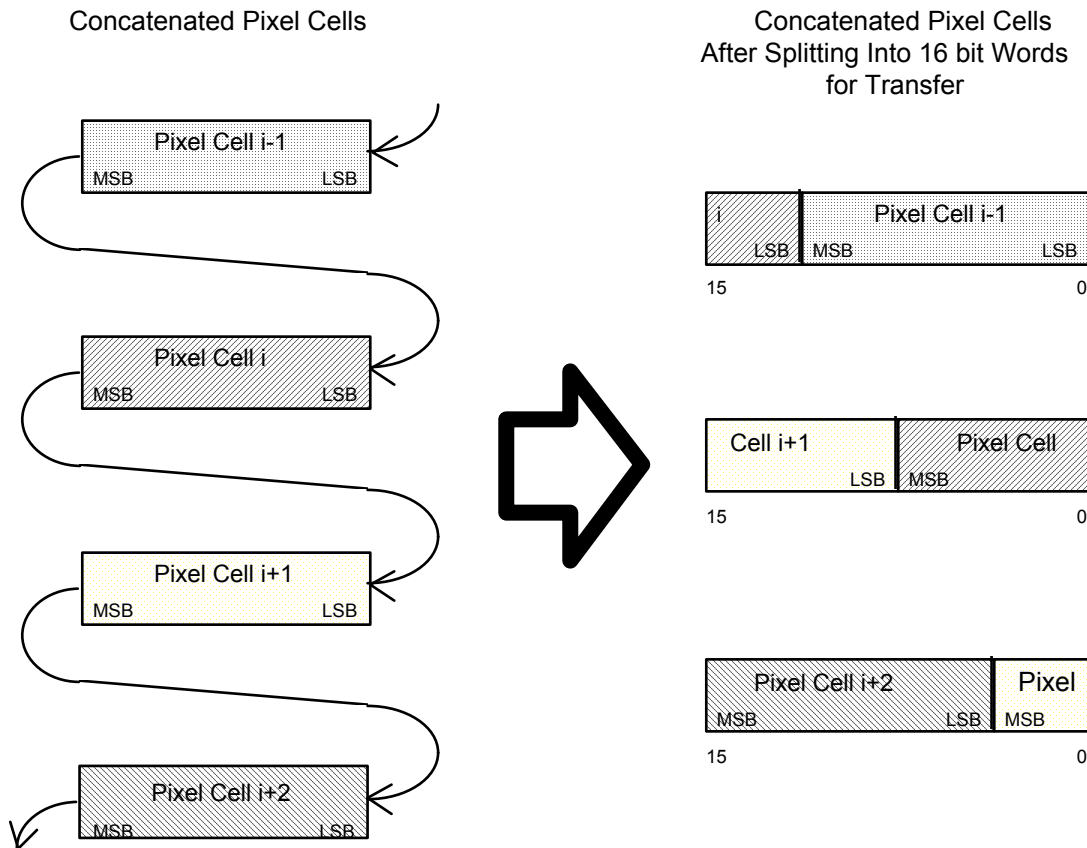 Concatenated Pixel Cells
Pixel Cell i-1
MSB LSB
Pixel Cell i
MSB LSB
Pixel Cell i+1
MSB LSB
Pixel Cell i+2
MSB LSB
Concatenated Pixel Cells
After Splitting Into 16 bit Words
for Transfer
i Pixel Cell i-1
LSB MSB LSB
15 0
Cell i+1 Pixel Cell
LSB MSB
15 0
Pixel Cell i+2 Pixel
MSB LSB MSB
15 0